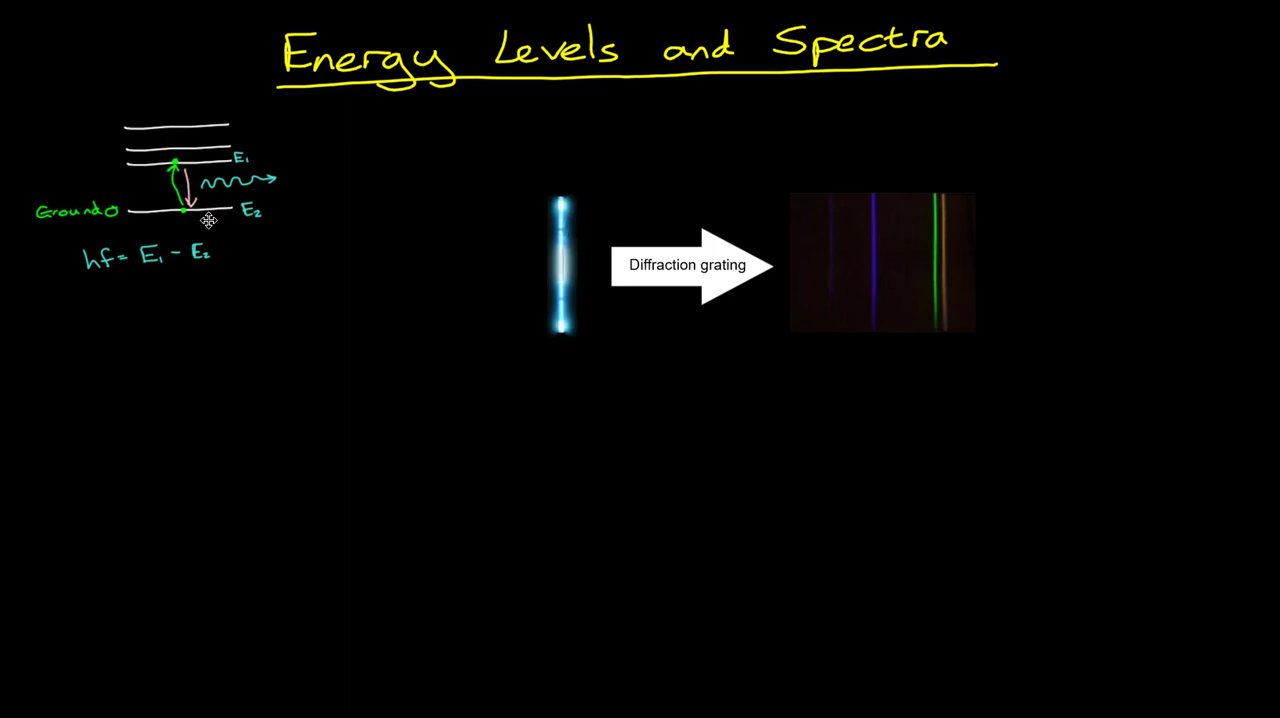 Energy Levels and Spectra
E₁
Ground
E₂
hf = E₁ - E₂
Diffraction grating